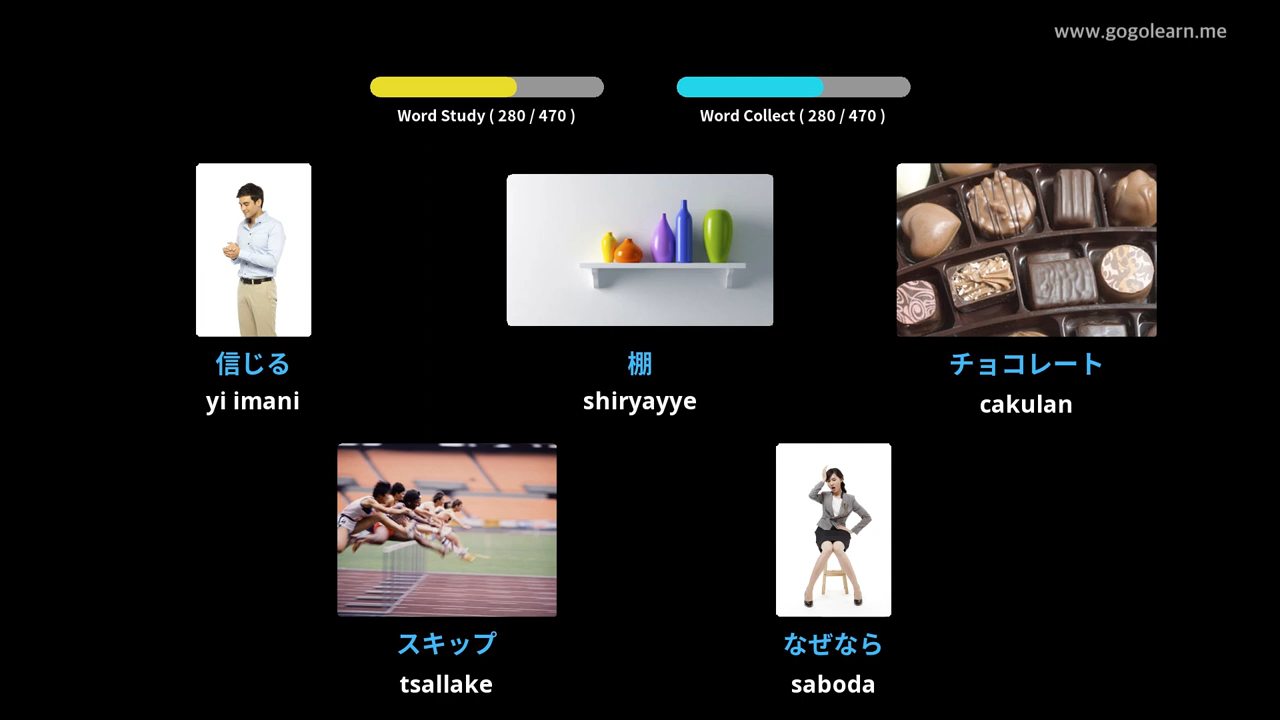 www.gogolearn.me
Word Study ( 280 / 470 )
Word Collect ( 280 / 470 )
信じる
yi imani
棚
shiryayye
チョコレート
cakulan
スキップ
tsallake
なぜなら
saboda